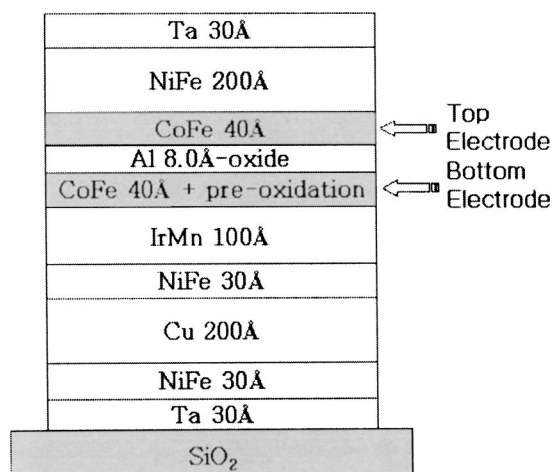 Ta 30Å
NiFe 200Å
CoFe 40Å
Top
Electrode
Al 8.0Å-oxide
Bottom
Electrode
CoFe 40Å + pre-oxidation
IrMn 100Å
NiFe 30Å
Cu 200Å
NiFe 30Å
Ta 30Å
SiO₂